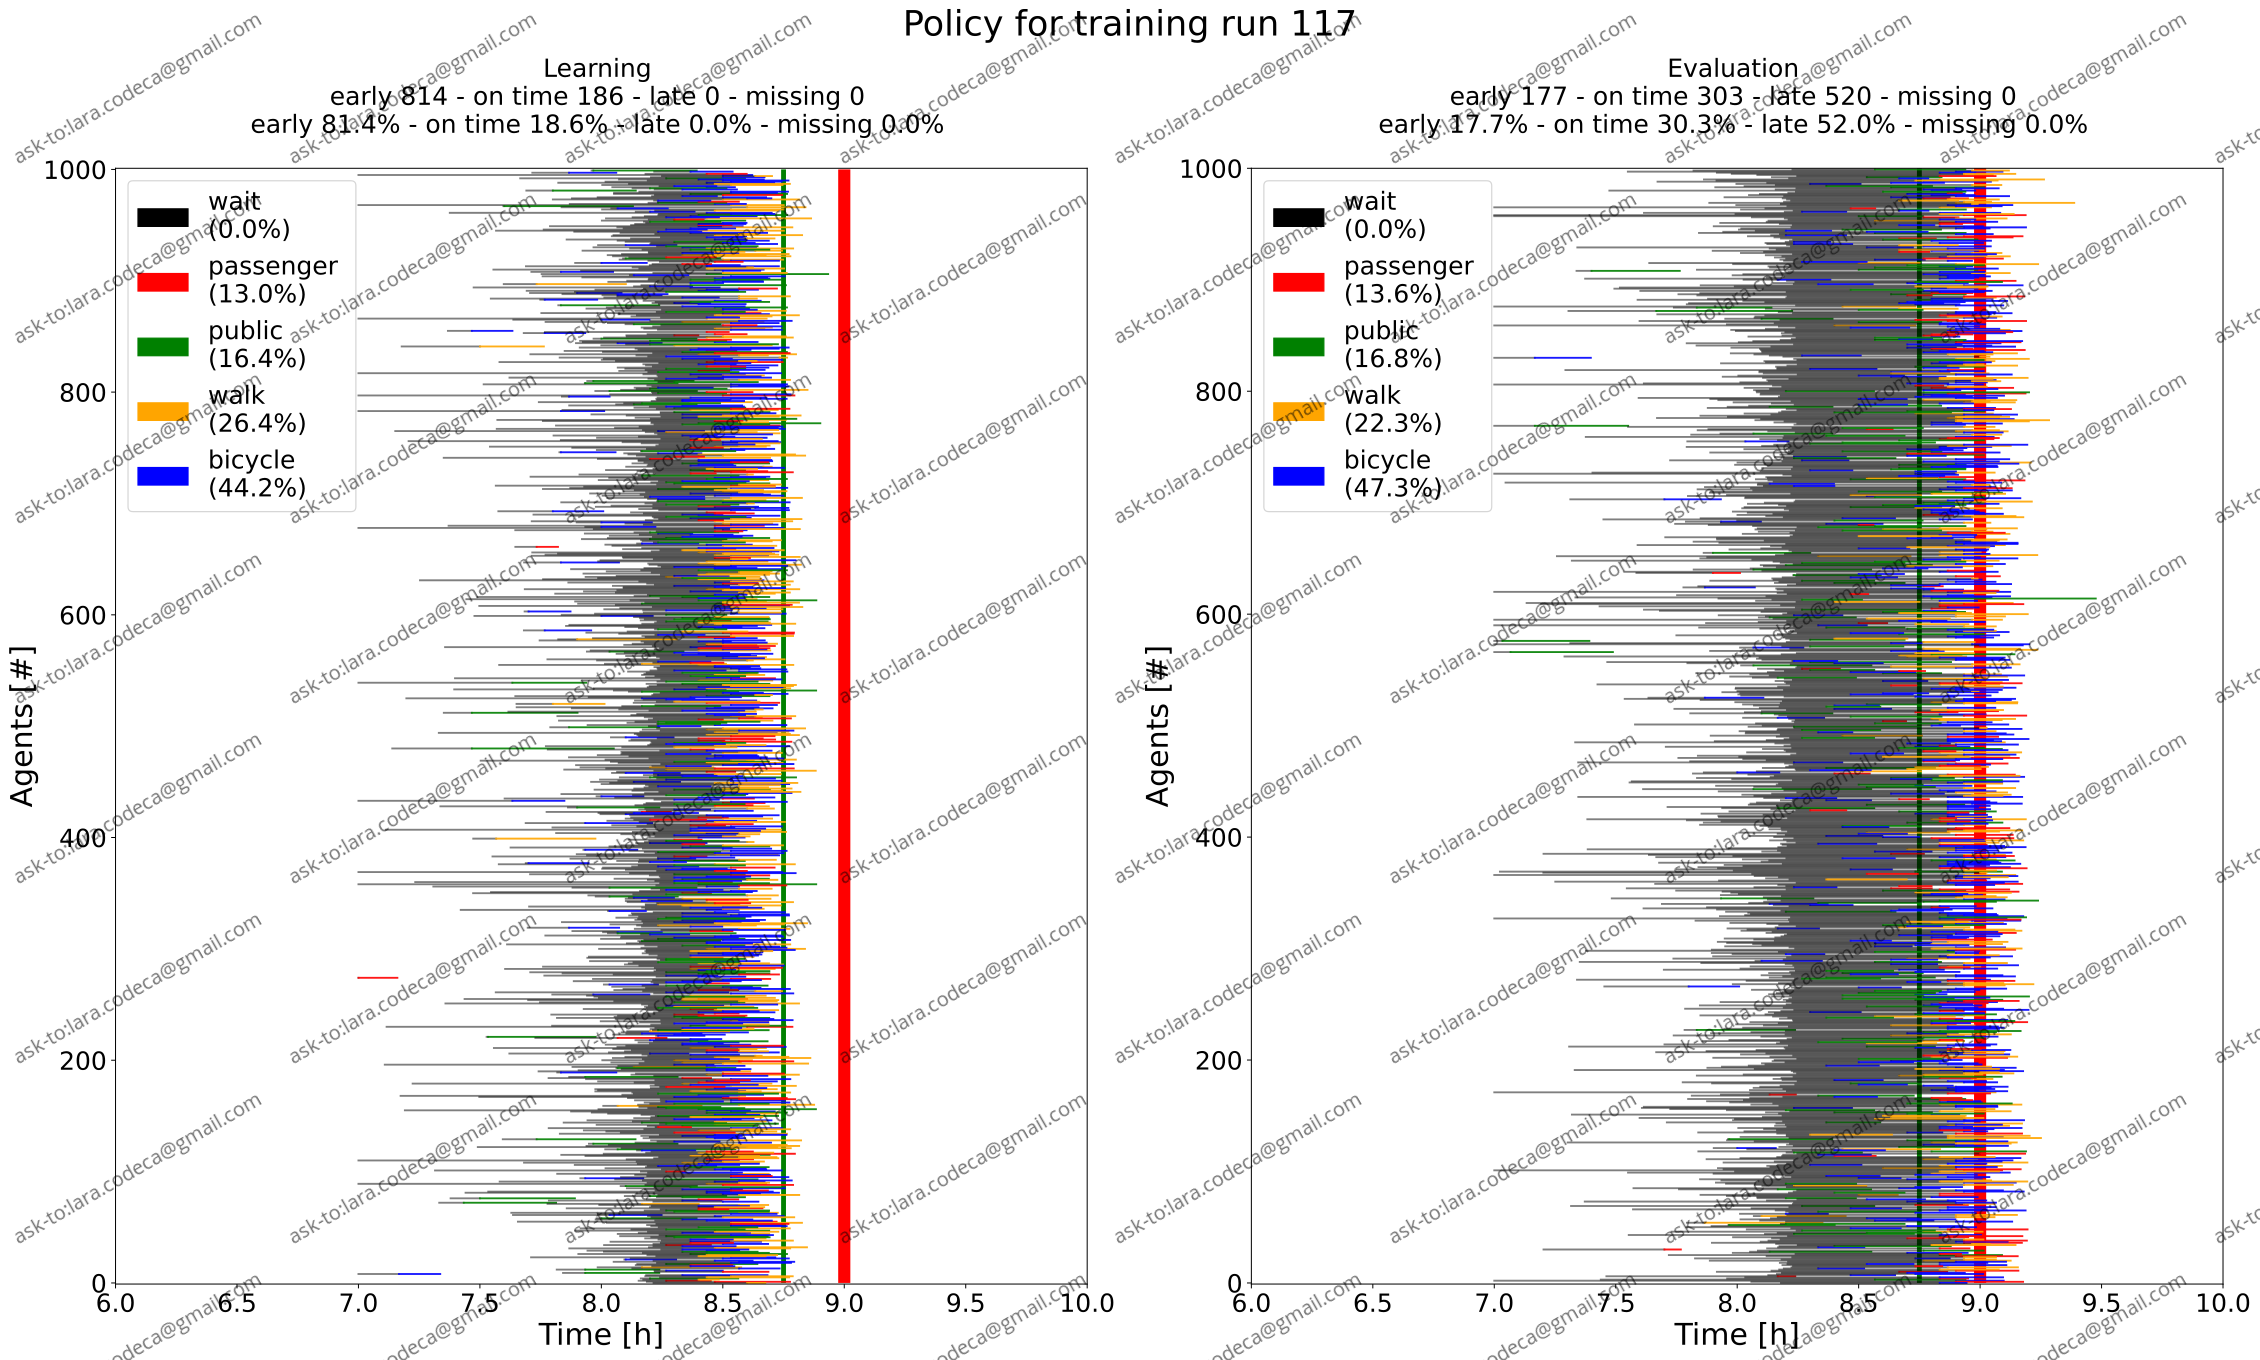 Policy for training run 117
Learning
early 814 - on time 186 - late 0 - missing 0
early 81.4% - on time 18.6% - late 0.0% - missing 0.0%
1000
800
600
400
200
0
Agents [#]
wait
(0.0%)
passenger
(13.0%)
public
(16.4%)
walk
(26.4%)
bicycle
(44.2%)
6.0 6.5 7.0 7.5 8.0 8.5 9.0 9.5 10.0
Time [h]
Evaluation
early 177 - on time 303 - late 520 - missing 0
early 17.7% - on time 30.3% - late 52.0% - missing 0.0%
1000
800
600
400
200
0
Agents [#]
wait
(0.0%)
passenger
(13.6%)
public
(16.8%)
walk
(22.3%)
bicycle
(47.3%)
6.0 6.5 7.0 7.5 8.0 8.5 9.0 9.5 10.0
Time [h]
ask-to:lara.codeca@gmail.com